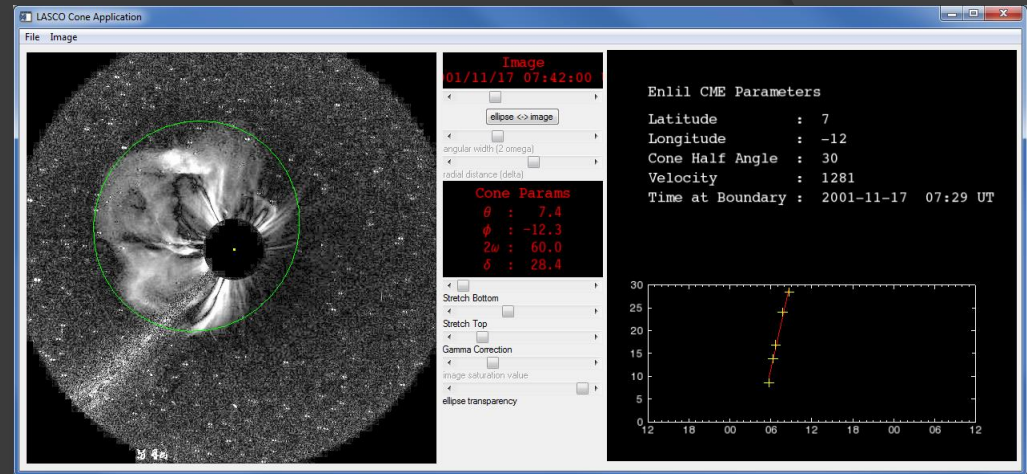 LASCO Cone Application
File Image
Image
01/11/17 07:42:00
ellipse <-> image
angular width (2 omega)
radial distance (delta)
Cone Params
θ : 7.4
ϕ : -12.3
2ω : 60.0
δ : 28.4
Stretch Bottom
Stretch Top
Gamma Correction
image saturation value
ellipse transparency
Enlil CME Parameters
Latitude : 7
Longitude : -12
Cone Half Angle : 30
Velocity : 1281
Time at Boundary : 2001-11-17 07:29 UT
30
25
20
15
10
5
0
12 18 00 06 12 18 00 06 12